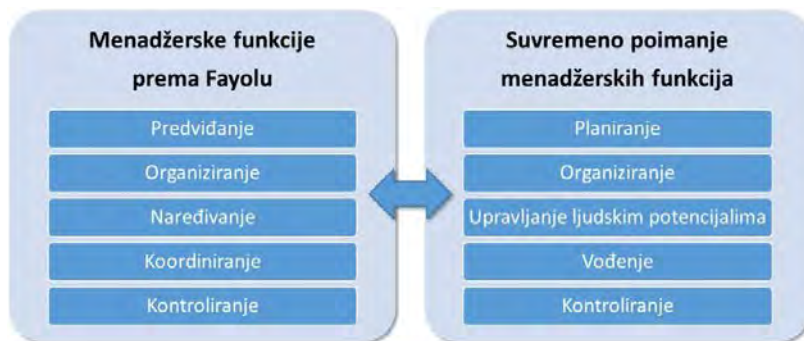 Menadžerske funkcije
prema Fayolu
Predviđanje
Organiziranje
Naređivanje
Koordiniranje
Kontroliranje
Suvremeno poimanje
menadžerskih funkcija
Planiranje
Organiziranje
Upravljanje ljudskim potencijalima
Vođenje
Kontroliranje